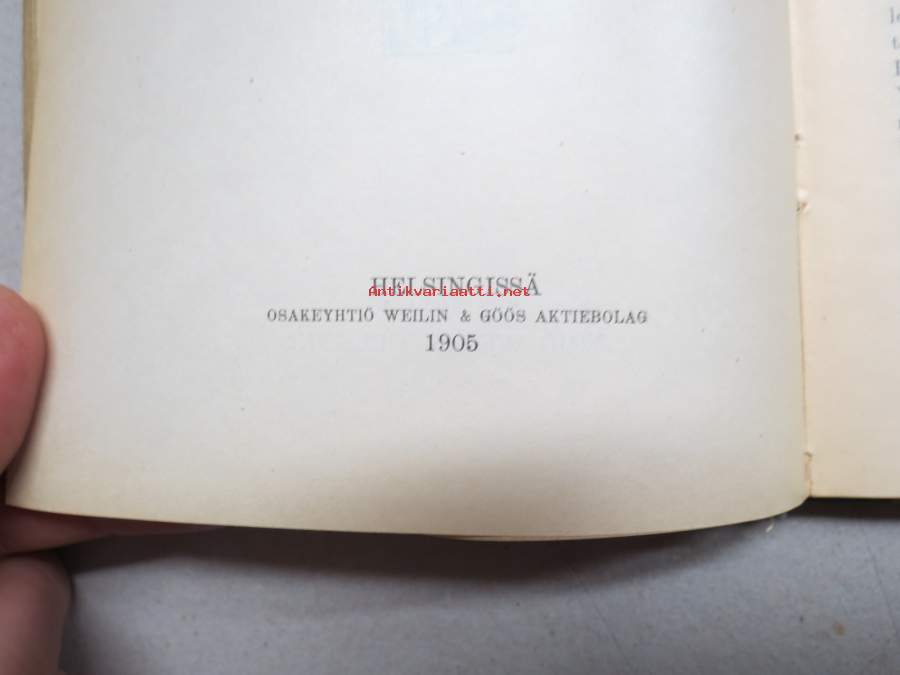 HELSINGISSÄ
Antikvariaatti.net
OSAKEYHTIÖ WEILIN & GÖÖS AKTIEBOLAG
1905